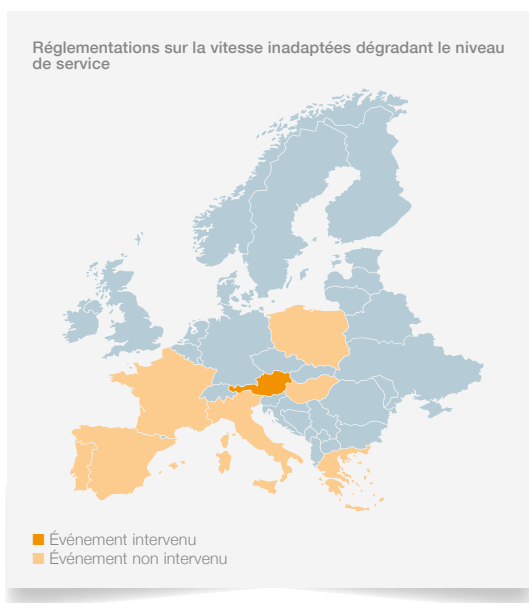 Réglementations sur la vitesse inadaptées dégradant le niveau
de service
Événement intervenu
Événement non intervenu